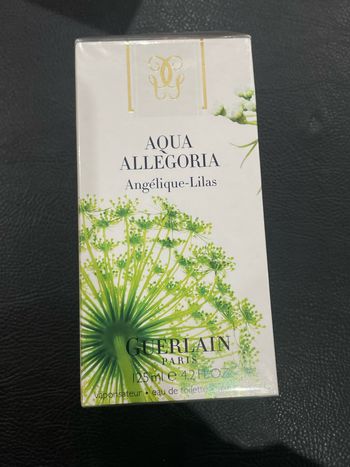 AQUA
ALLEGORIA
Angélique-Lilas
GUERLAIN
PARIS
125 ml e 4.2 FL.OZ
vaporisateur • eau de toilette